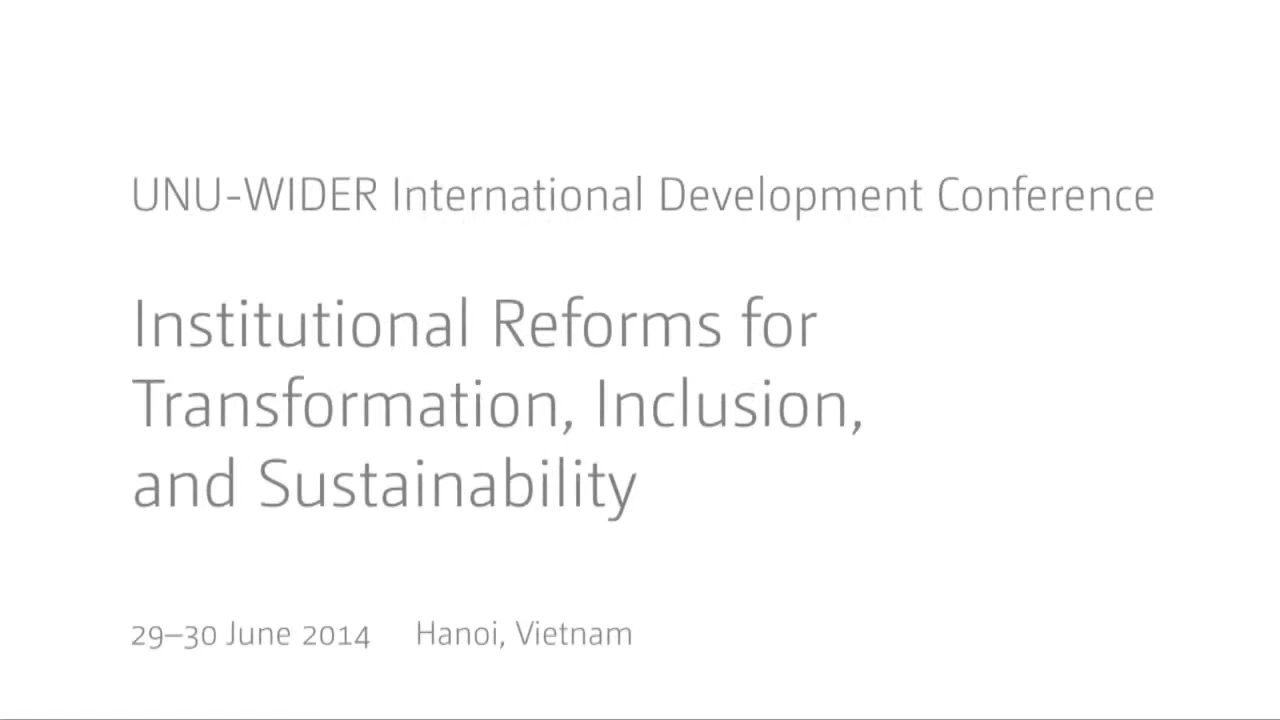 UNU-WIDER International Development Conference
Institutional Reforms for
Transformation, Inclusion,
and Sustainability
29–30 June 2014 Hanoi, Vietnam